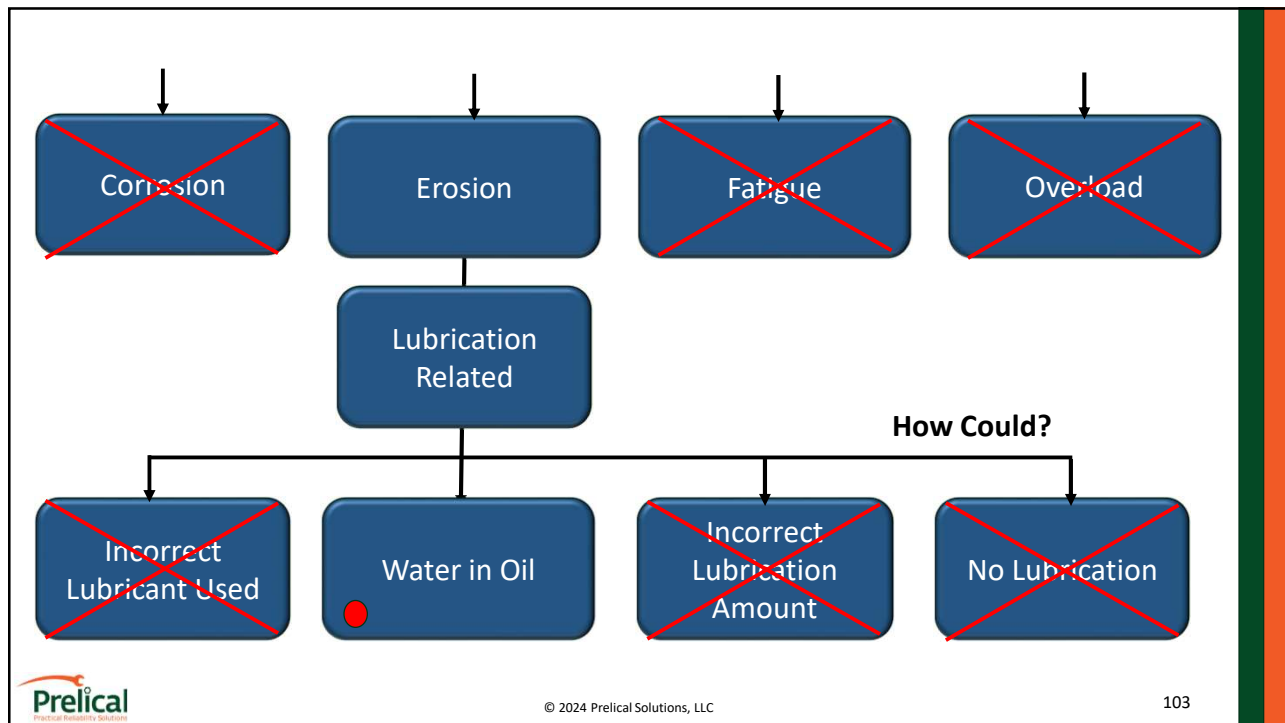 Corrosion
Erosion
Fatigue
Overload
Lubrication
Related
How Could?
Incorrect
Lubricant Used
Water in Oil
Incorrect
Lubrication
Amount
No Lubrication
Prelical
Practical Reliability Solutions
© 2024 Prelical Solutions, LLC
103